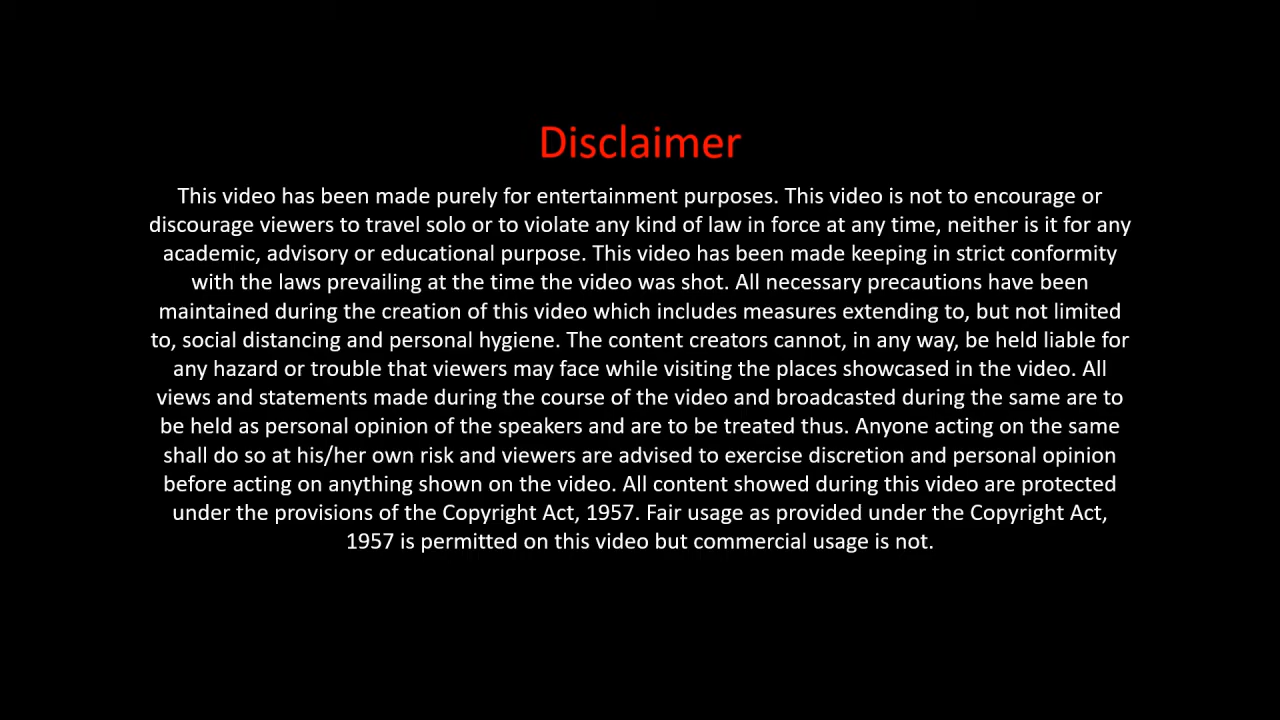 Disclaimer
This video has been made purely for entertainment purposes. This video is not to encourage or
discourage viewers to travel solo or to violate any kind of law in force at any time, neither is it for any
academic, advisory or educational purpose. This video has been made keeping in strict conformity
with the laws prevailing at the time the video was shot. All necessary precautions have been
maintained during the creation of this video which includes measures extending to, but not limited
to, social distancing and personal hygiene. The content creators cannot, in any way, be held liable for
any hazard or trouble that viewers may face while visiting the places showcased in the video. All
views and statements made during the course of the video and broadcasted during the same are to
be held as personal opinion of the speakers and are to be treated thus. Anyone acting on the same
shall do so at his/her own risk and viewers are advised to exercise discretion and personal opinion
before acting on anything shown on the video. All content showed during this video are protected
under the provisions of the Copyright Act, 1957. Fair usage as provided under the Copyright Act,
1957 is permitted on this video but commercial usage is not.